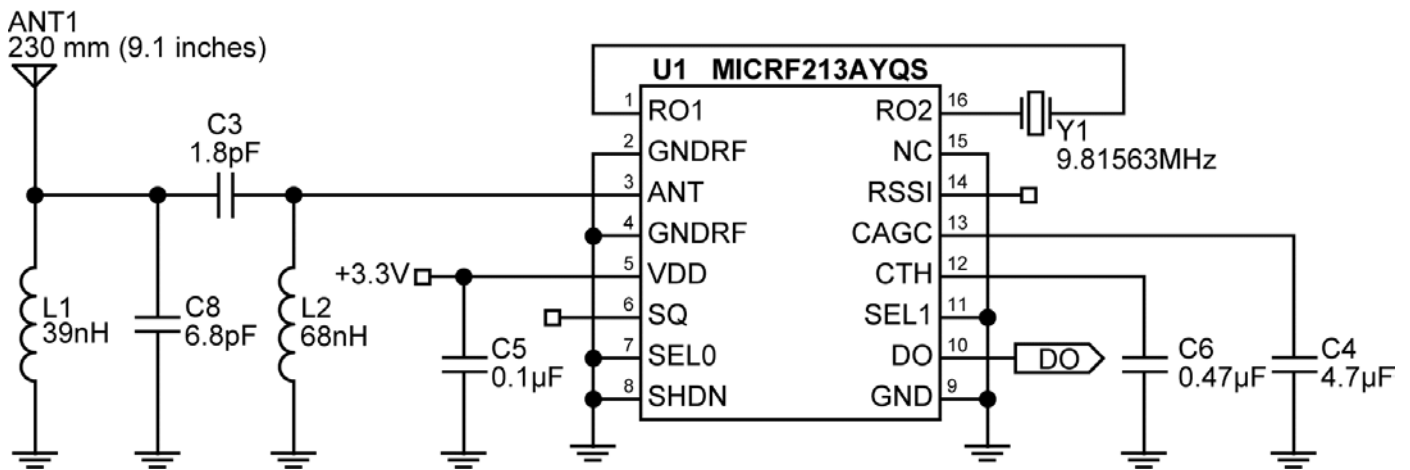 ANT1
230 mm (9.1 inches)
U1 MICRF213AYQS
C3
1.8pF
L1
39nH
C8
6.8pF
L2
68nH
+3.3V
C5
0.1µF
1 RO1
2 GNDRF
3 ANT
4 GNDRF
5 VDD
6 SQ
7 SEL0
8 SHDN
RO2 16
NC 15
RSSI 14
CAGC 13
CTH 12
SEL1 11
DO 10
GND 9
Y1
9.81563MHz
DO
C6
0.47µF
C4
4.7µF